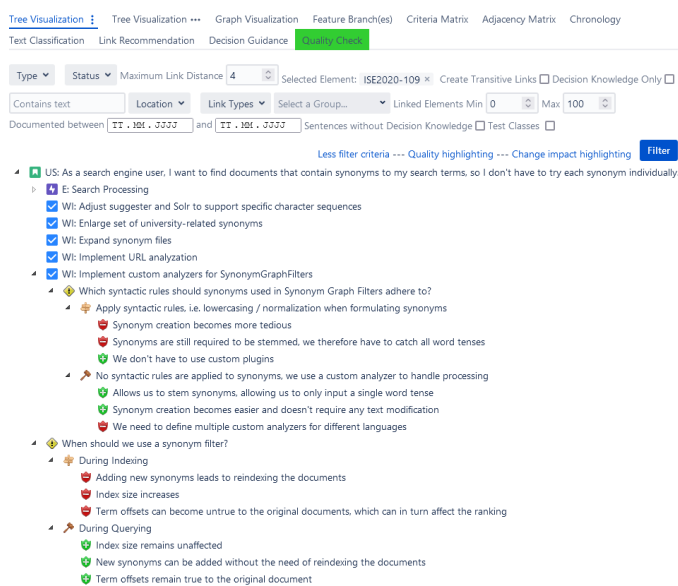 Tree Visualization Tree Visualization Graph Visualization Feature Branch(es) Criteria Matrix Adjacency Matrix Chronology
Text Classification Link Recommendation Decision Guidance Quality Check
Type Status Maximum Link Distance 4 Selected Element: ISE2020-109 × Create Transitive Links Decision Knowledge Only
Contains text Location Link Types Select a Group... Linked Elements Min 0 Max 100
Documented between TT.MM.JJJJ and TT.MM.JJJJ Sentences without Decision Knowledge Test Classes
Less filter criteria --- Quality highlighting --- Change impact highlighting Filter
US: As a search engine user, I want to find documents that contain synonyms to my search terms, so I don't have to try each synonym individually
E: Search Processing
WI: Adjust suggester and Solr to support specific character sequences
WI: Enlarge set of university-related synonyms
WI: Expand synonym files
WI: Implement URL analyzation
WI: Implement custom analyzers for SynonymGraphFilters
Which syntactic rules should synonyms used in Synonym Graph Filters adhere to?
Apply syntactic rules, i.e. lowercasing / normalization when formulating synonyms
Synonym creation becomes more tedious
Synonyms are still required to be stemmed, we therefore have to catch all word tenses
We don't have to use custom plugins
No syntactic rules are applied to synonyms, we use a custom analyzer to handle processing
Allows us to stem synonyms, allowing us to only input a single word tense
Synonym creation becomes easier and doesn't require any text modification
We need to define multiple custom analyzers for different languages
When should we use a synonym filter?
During Indexing
Adding new synonyms leads to reindexing the documents
Index size increases
Term offsets can become untrue to the original documents, which can in turn affect the ranking
During Querying
Index size remains unaffected
New synonyms can be added without the need of reindexing the documents
Term offsets remain true to the original document